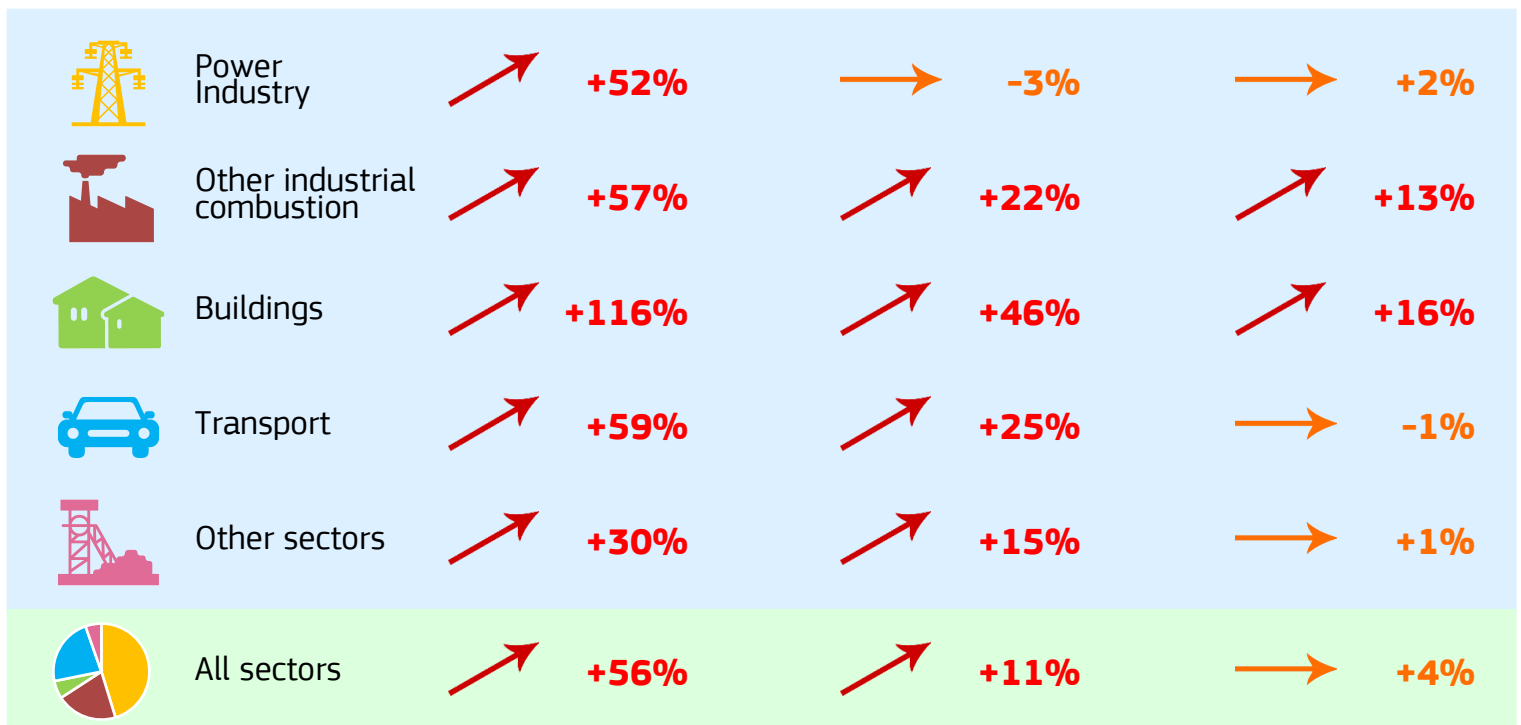 Power
Industry
+52%
-3%
+2%
Other industrial
combustion
+57%
+22%
+13%
Buildings
+116%
+46%
+16%
Transport
+59%
+25%
-1%
Other sectors
+30%
+15%
+1%
All sectors
+56%
+11%
+4%